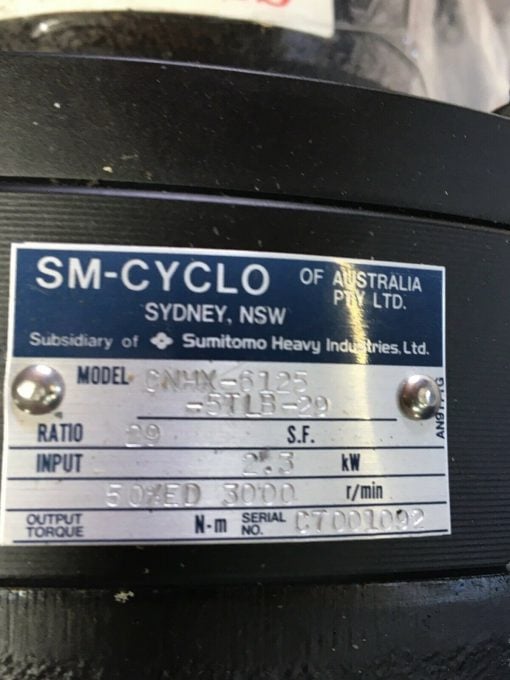 SM-CYCLO OF AUSTRALIA PTY LTD.
SYDNEY, NSW
Subsidiary of Sumitomo Heavy Industries, Ltd.
MODEL CNHX-6125
-5TLB-29
RATIO 29 S.F.
INPUT 2.3 kW
50%ED 3000 r/min
OUTPUT TORQUE N-m SERIAL NO. C7001092